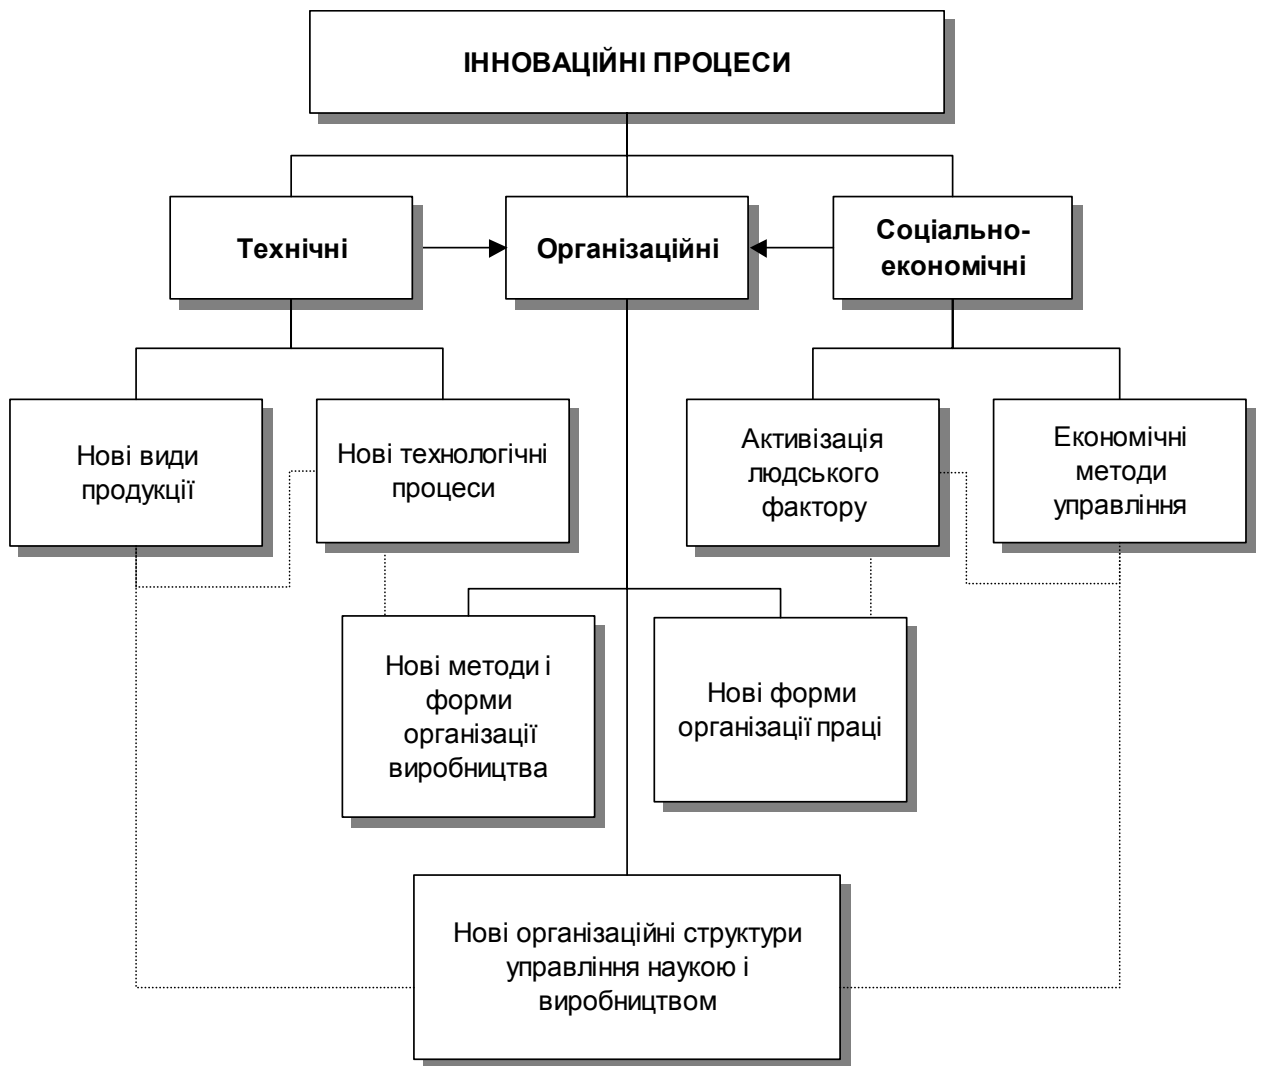 ІННОВАЦІЙНІ ПРОЦЕСИ
Технічні
Організаційні
Соціально-
економічні
Нові види
продукції
Нові технологічні
процеси
Активізація
людського
фактору
Економічні
методи
управління
Нові методи і
форми
організації
виробництва
Нові форми
організації праці
Нові організаційні структури
управління наукою і
виробництвом